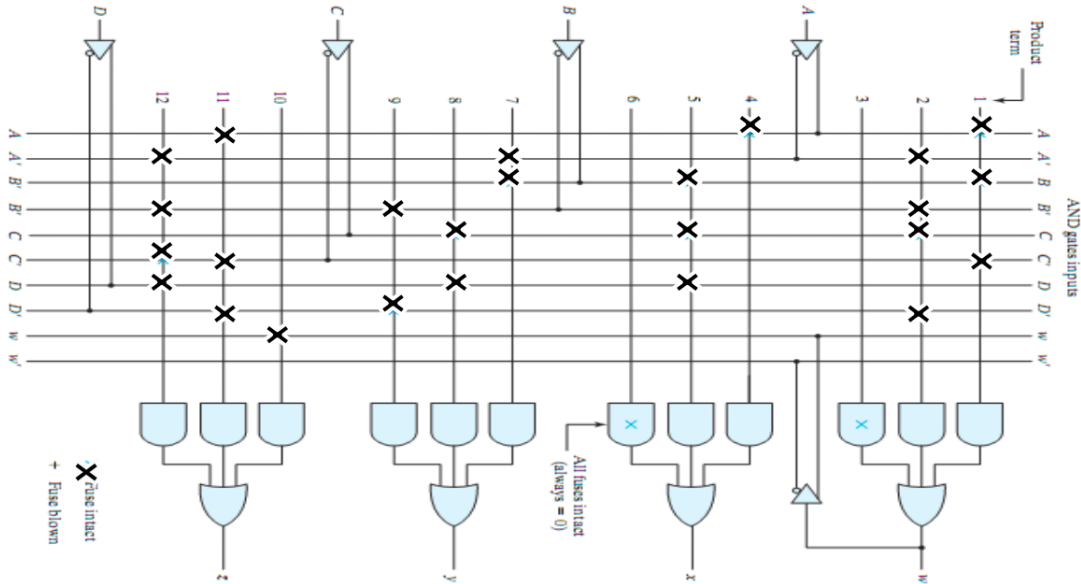 AND gates inputs
Product
term
A A' B B' C C' D D' w w'
1
2
w
3
X
A
4
5
x
6
X
All fuses intact
(always = 0)
B
7
8
y
9
C
10
11
z
12
D
X Fuse intact
+ Fuse blown
A A' B' B' C C' D D' w w'